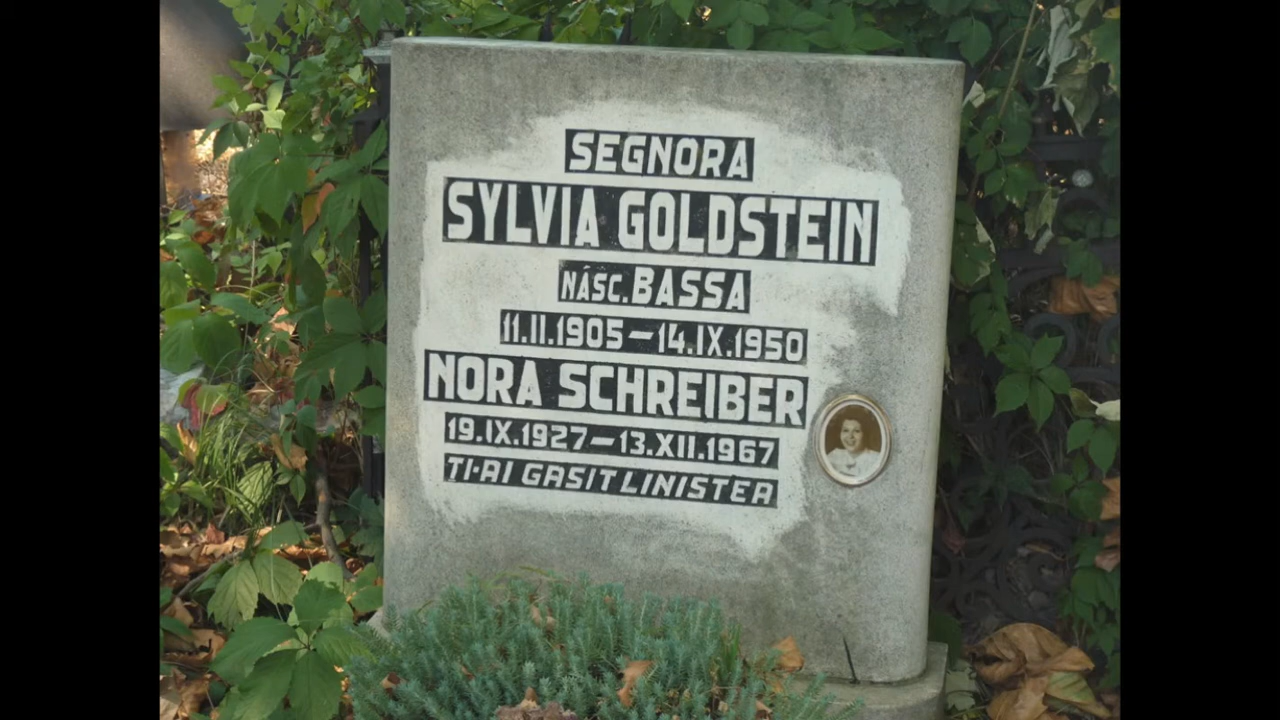 SEGNORA
SYLVIA GOLDSTEIN
NÁSC. BASSA
11.II.1905 — 14.IX.1950
NORA SCHREIBER
19.IX.1927 — 13.XII.1967
TI-AI GASIT LINISTEA